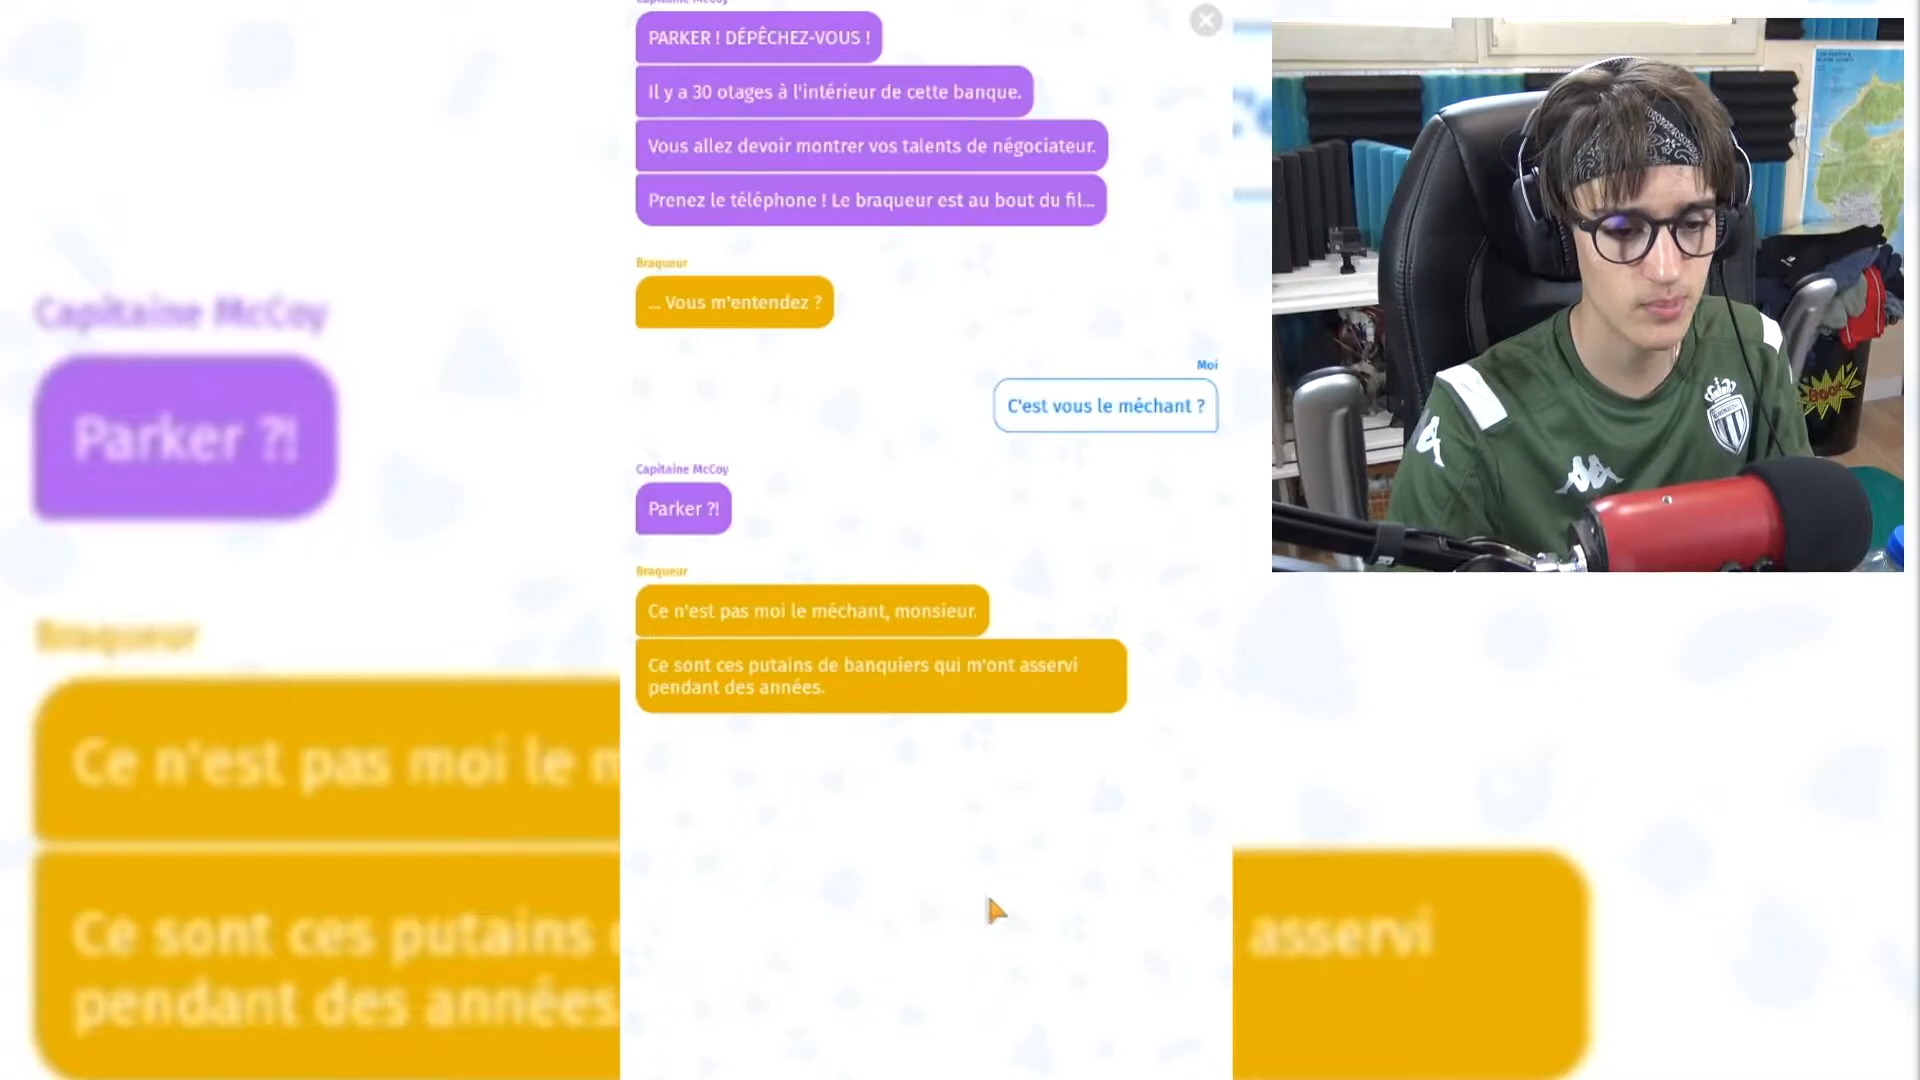 Capitaine McCoy
PARKER ! DÉPÊCHEZ-VOUS !
Il y a 30 otages à l'intérieur de cette banque.
Vous allez devoir montrer vos talents de négociateur.
Prenez le téléphone ! Le braqueur est au bout du fil...
Braqueur
... Vous m'entendez ?
Moi
C'est vous le méchant ?
Capitaine McCoy
Parker ?!
Braqueur
Ce n'est pas moi le méchant, monsieur.
Ce sont ces putains de banquiers qui m'ont asservi
pendant des années.
Capitaine McCoy
Parker ?!
Braqueur
Ce n'est pas moi le
Ce sont ces putains
asservi
pendant des années